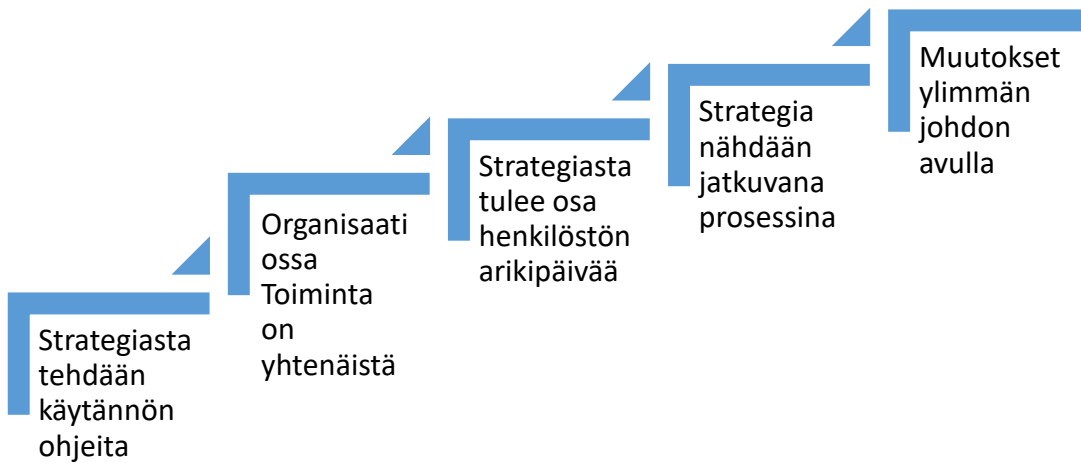 Strategiasta
tehdään
käytännön
ohjeita
Organisaati
ossa
Toiminta
on
yhtenäistä
Strategiasta
tulee osa
henkilöstön
arikipäivää
Strategia
nähdään
jatkuvana
prosessina
Muutokset
ylimmän
johdon
avulla